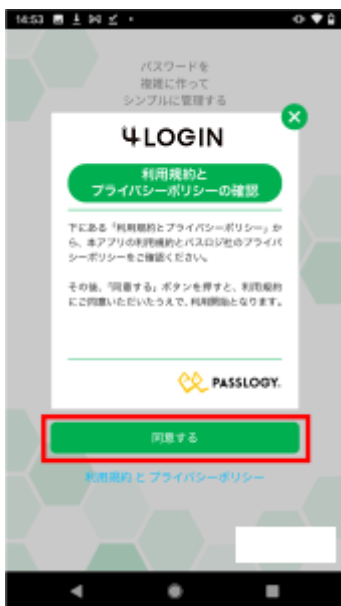 14:53
パスワードを
複雑に作って
シンプルに管理する
4LOGIN
利用規約と
プライバシーポリシーの確認
下にある「利用規約とプライバシーポリシー」か
ら、本アプリの利用規約とパスロジ社のプライバ
シーポリシーをご確認ください。
その後、「同意する」ボタンを押すと、利用規約
にご同意いただいたうえで、利用開始となります。
PASSLOGY.
同意する
利用規約 と プライバシーポリシー